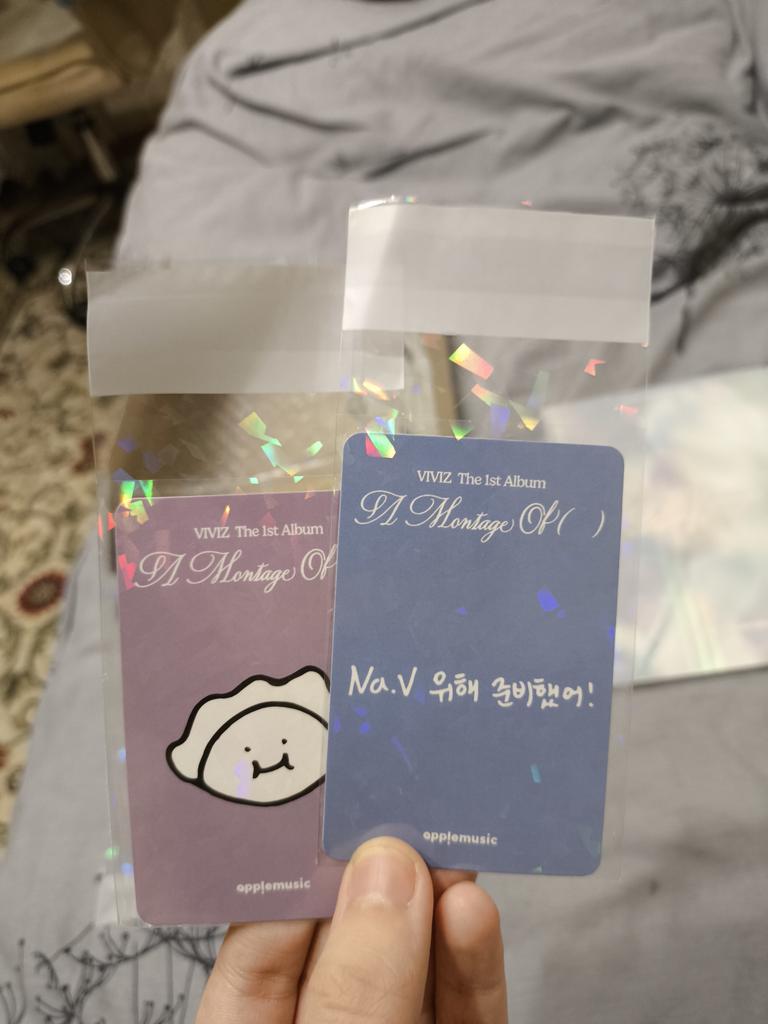 VIVIZ The 1st Album
A Montage Of
applemusic
VIVIZ The 1st Album
A Montage Of ( )
Na.V 위해 준비했어!
applemusic